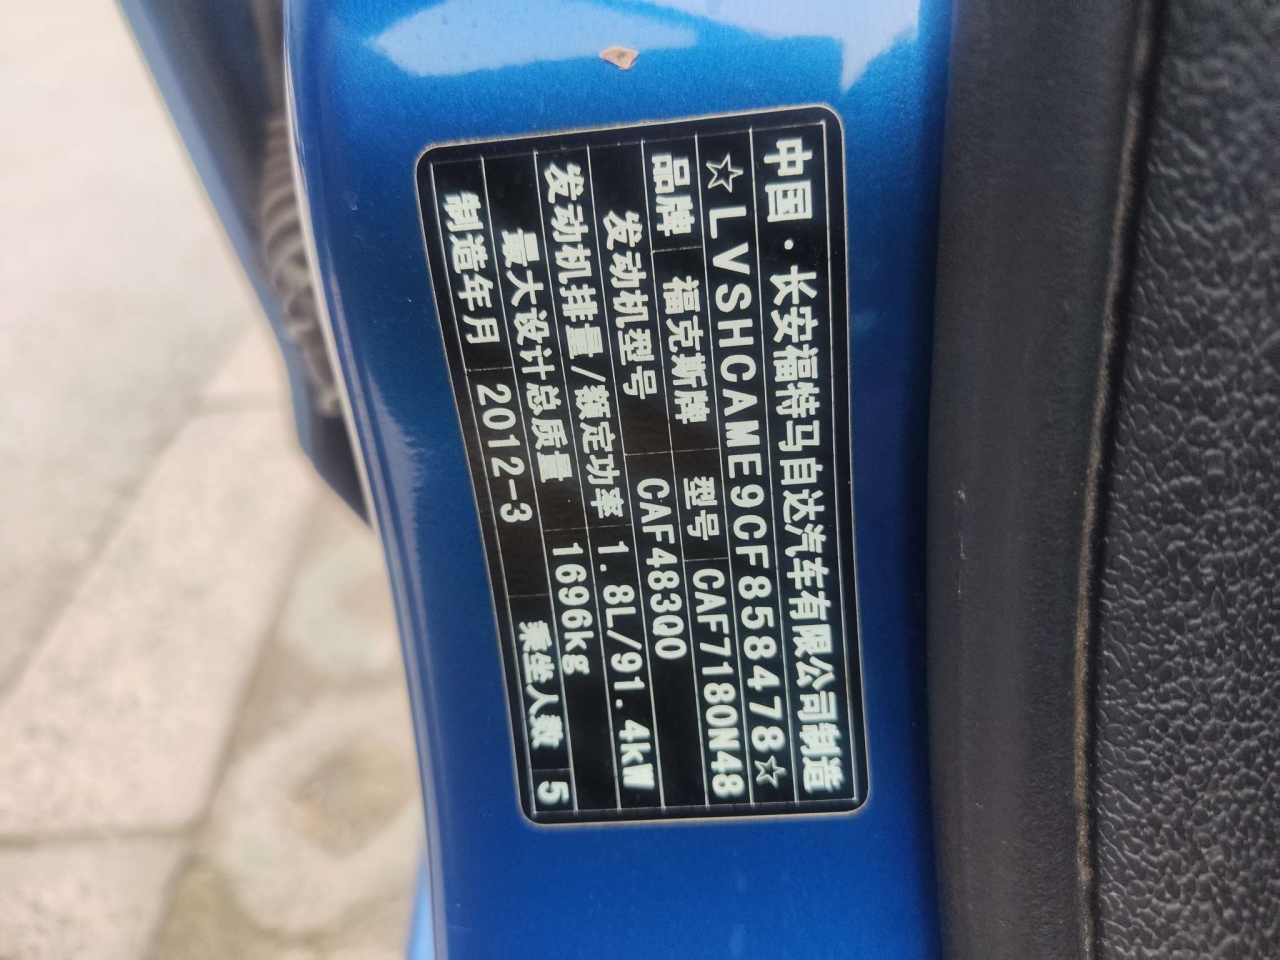 中国·长安福特马自达汽车有限公司制造
☆LVSHCAME9CF858478☆
品牌 福克斯牌 型号 CAF7180N48
发动机型号 CAF483Q0
发动机排量/额定功率 1.8L/91.4kW
最大设计总质量 1696kg
制造年月 2012-3 乘坐人数 5